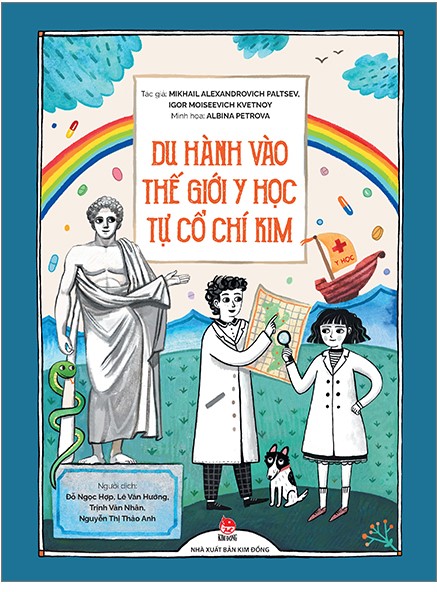 Tác giả: MIKHAIL ALEXANDROVICH PALTSEV,
IGOR MOISEEVICH KVETNOY
Minh họa: ALBINA PETROVA
DU HÀNH VÀO
THẾ GIỚI Y HỌC
TỰ CỔ CHÍ KIM
Y HỌC
Người dịch:
Đỗ Ngọc Hợp, Lê Văn Hưởng,
Trịnh Văn Nhân,
Nguyễn Thị Thảo Anh
KIM ĐỒNG
NHÀ XUẤT BẢN KIM ĐỒNG